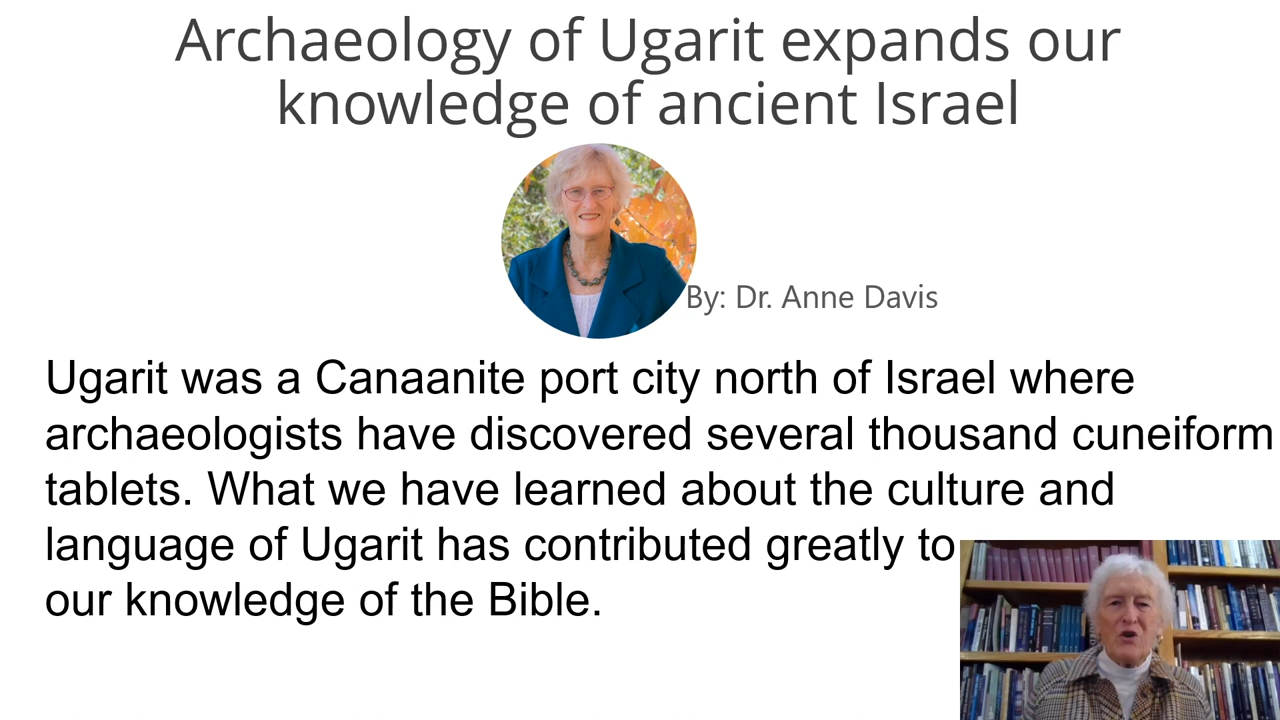 Archaeology of Ugarit expands our
knowledge of ancient Israel
By: Dr. Anne Davis
Ugarit was a Canaanite port city north of Israel where
archaeologists have discovered several thousand cuneiform
tablets. What we have learned about the culture and
language of Ugarit has contributed greatly to
our knowledge of the Bible.